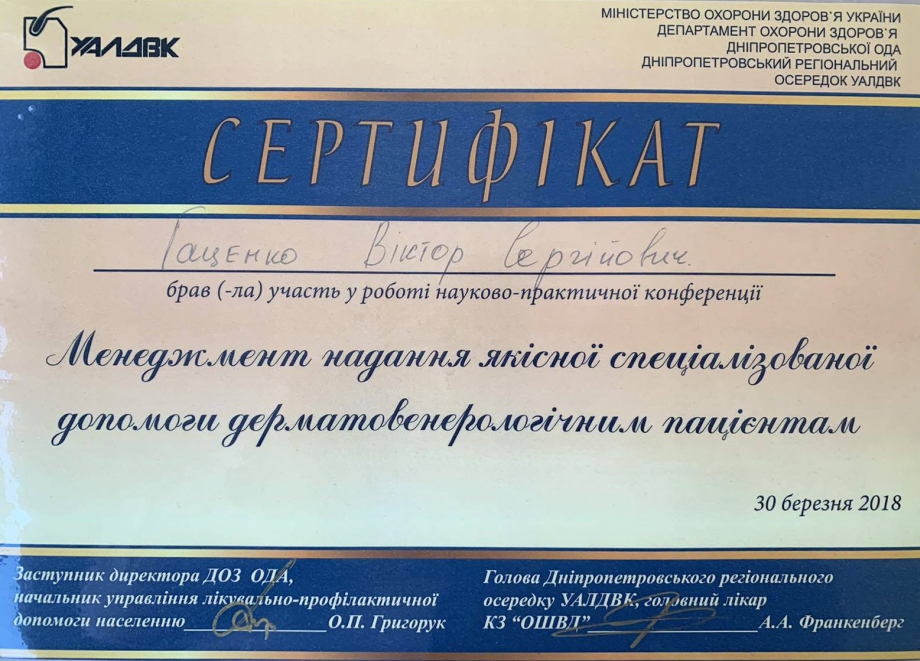 УАЛДВК
МІНІСТЕРСТВО ОХОРОНИ ЗДОРОВ`Я УКРАЇНИ
ДЕПАРТАМЕНТ ОХОРОНИ ЗДОРОВ`Я
ДНІПРОПЕТРОВСЬКОЇ ОДА
ДНІПРОПЕТРОВСЬКИЙ РЕГІОНАЛЬНИЙ
ОСЕРЕДОК УАЛДВК
СЕРТИФІКАТ
Гаценко Віктор Сергійович.
брав (-ла) участь у роботі науково-практичної конференції
Менеджмент надання якісної спеціалізованої
допомоги дерматовенерологічним пацієнтам
30 березня 2018
Заступник директора ДОЗ ОДА,
начальник управління лікувально-профілактичної
допомоги населенню О.П. Григорук
Голова Дніпропетровського регіонального
осередку УАЛДВК, головний лікар
КЗ “ОШВД” А.А. Франкенберг